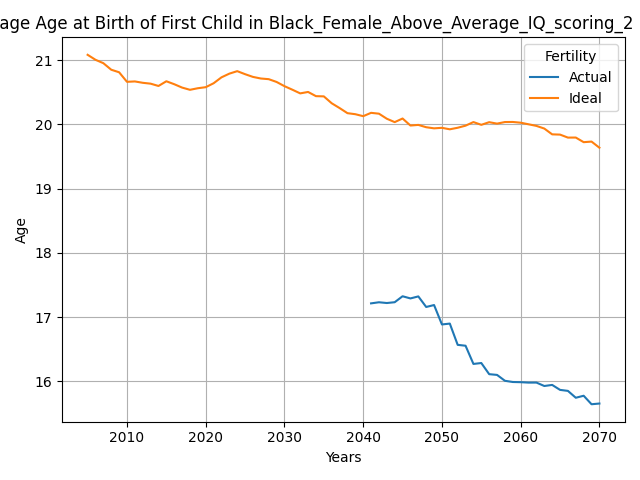 age Age at Birth of First Child in Black_Female_Above_Average_IQ_scoring_2
Fertility
Actual
Ideal
21
20
19
18
17
16
Age
2010
2020
2030
2040
2050
2060
2070
Years